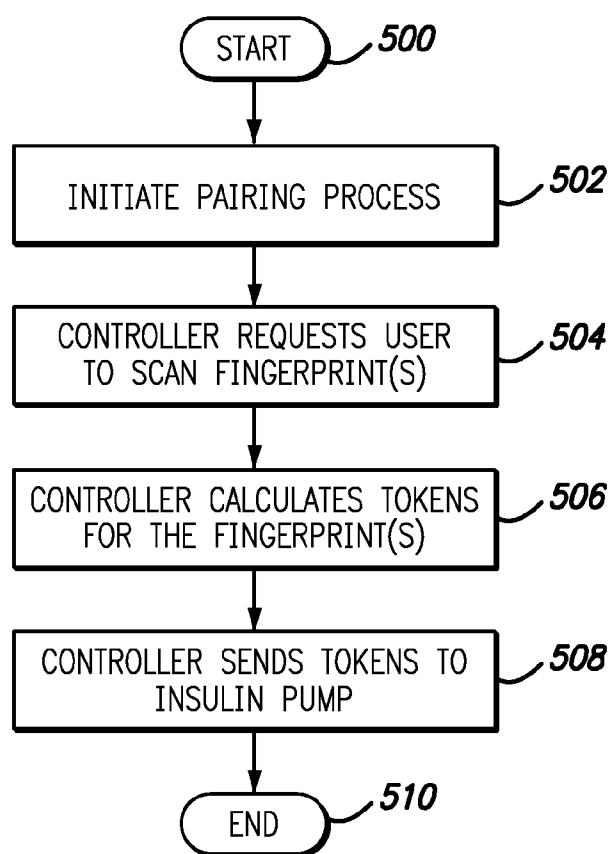 START
500
INITIATE PAIRING PROCESS
502
CONTROLLER REQUESTS USER
TO SCAN FINGERPRINT(S)
504
CONTROLLER CALCULATES TOKENS
FOR THE FINGERPRINT(S)
506
CONTROLLER SENDS TOKENS TO
INSULIN PUMP
508
END
510